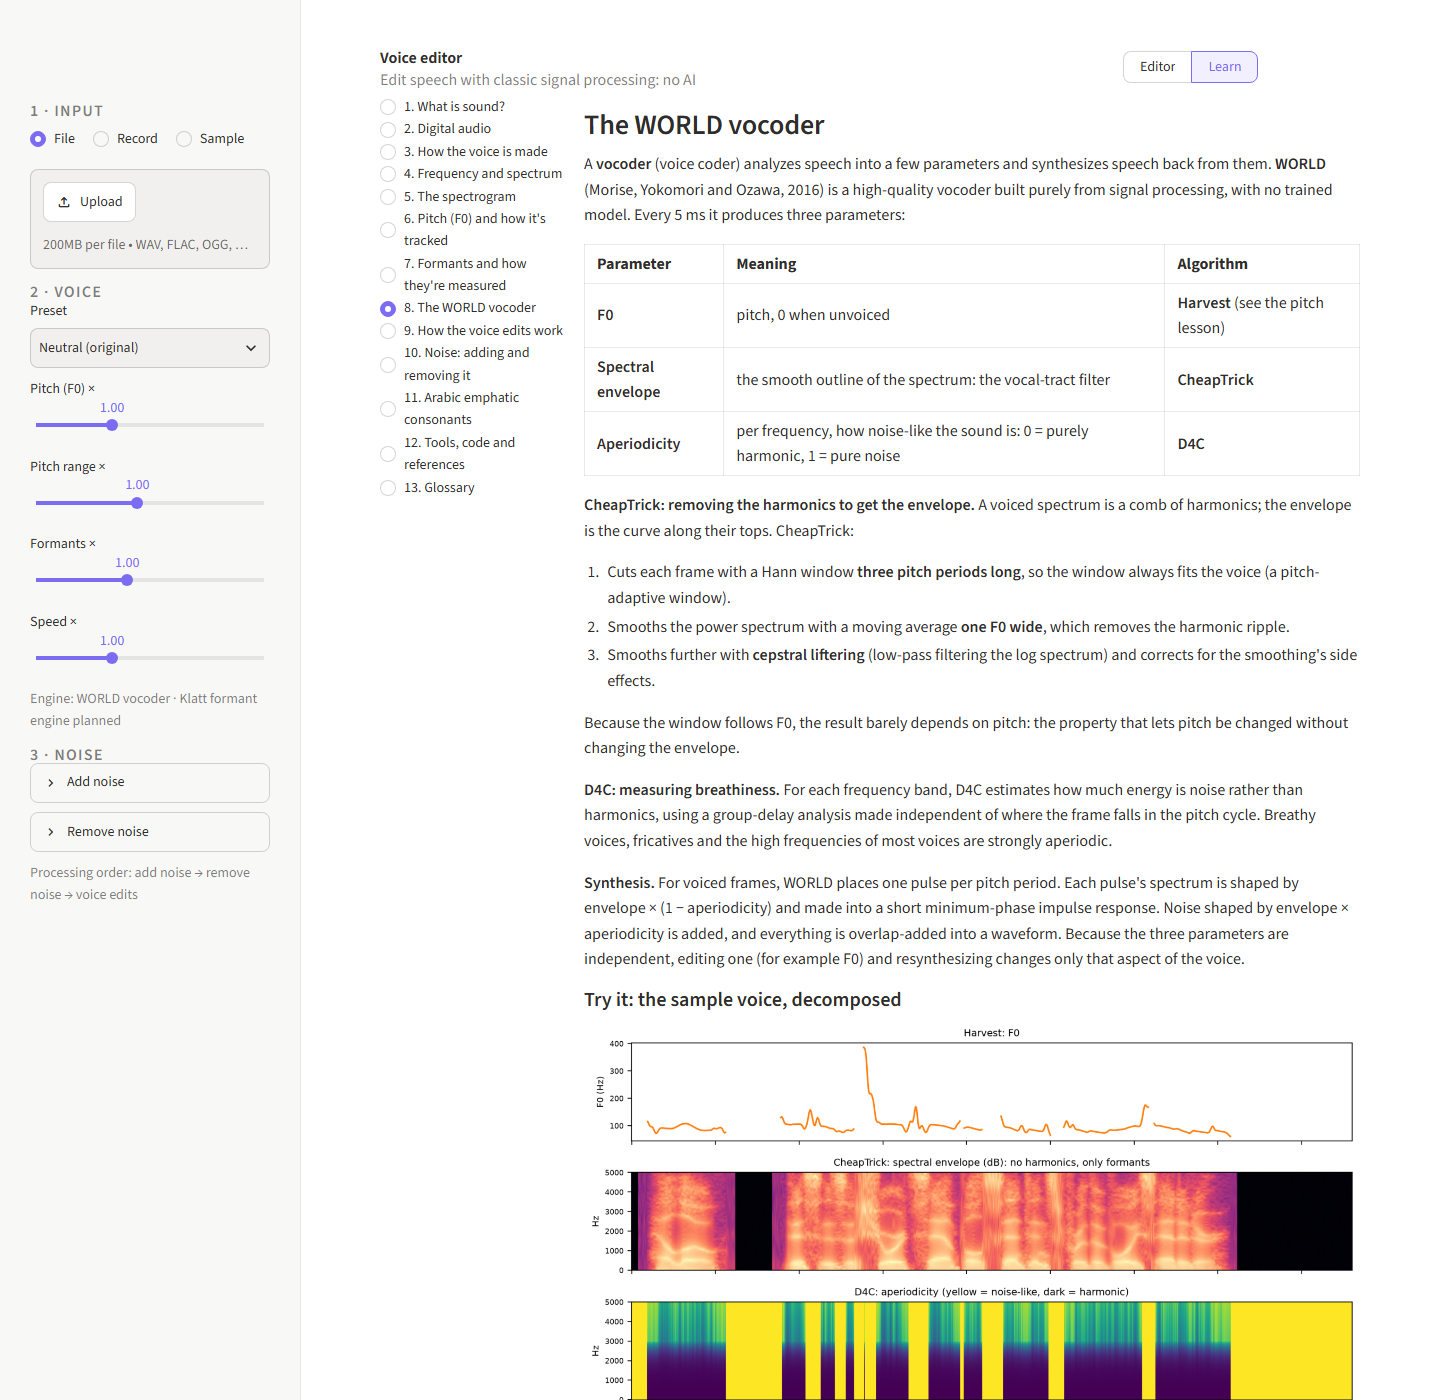 1 · INPUT
File
Record
Sample
Upload
200MB per file • WAV, FLAC, OGG, …
2 · VOICE
Preset
Neutral (original)
Pitch (F0) ×
1.00
Pitch range ×
1.00
Formants ×
1.00
Speed ×
1.00
Engine: WORLD vocoder · Klatt formant
engine planned
3 · NOISE
Add noise
Remove noise
Processing order: add noise → remove
noise → voice edits
Voice editor
Edit speech with classic signal processing: no AI
Editor
Learn
1. What is sound?
2. Digital audio
3. How the voice is made
4. Frequency and spectrum
5. The spectrogram
6. Pitch (F0) and how it's
tracked
7. Formants and how
they're measured
8. The WORLD vocoder
9. How the voice edits work
10. Noise: adding and
removing it
11. Arabic emphatic
consonants
12. Tools, code and
references
13. Glossary
The WORLD vocoder
A vocoder (voice coder) analyzes speech into a few parameters and synthesizes speech back from them. WORLD
(Morise, Yokomori and Ozawa, 2016) is a high-quality vocoder built purely from signal processing, with no trained
model. Every 5 ms it produces three parameters:
Parameter Meaning Algorithm
F0 pitch, 0 when unvoiced Harvest (see the pitch
lesson)
Spectral
envelope the smooth outline of the spectrum: the vocal-tract filter CheapTrick
Aperiodicity per frequency, how noise-like the sound is: 0 = purely
harmonic, 1 = pure noise D4C
CheapTrick: removing the harmonics to get the envelope. A voiced spectrum is a comb of harmonics; the envelope
is the curve along their tops. CheapTrick:
1. Cuts each frame with a Hann window three pitch periods long, so the window always fits the voice (a pitch-
adaptive window).
2. Smooths the power spectrum with a moving average one F0 wide, which removes the harmonic ripple.
3. Smooths further with cepstral liftering (low-pass filtering the log spectrum) and corrects for the smoothing's side
effects.
Because the window follows F0, the result barely depends on pitch: the property that lets pitch be changed without
changing the envelope.
D4C: measuring breathiness. For each frequency band, D4C estimates how much energy is noise rather than
harmonics, using a group-delay analysis made independent of where the frame falls in the pitch cycle. Breathy
voices, fricatives and the high frequencies of most voices are strongly aperiodic.
Synthesis. For voiced frames, WORLD places one pulse per pitch period. Each pulse's spectrum is shaped by
envelope × (1 − aperiodicity) and made into a short minimum-phase impulse response. Noise shaped by envelope ×
aperiodicity is added, and everything is overlap-added into a waveform. Because the three parameters are
independent, editing one (for example F0) and resynthesizing changes only that aspect of the voice.
Try it: the sample voice, decomposed
Harvest: F0
F0 (Hz)
400
300
200
100
CheapTrick: spectral envelope (dB): no harmonics, only formants
Hz
5000
4000
3000
2000
1000
0
D4C: aperiodicity (yellow = noise-like, dark = harmonic)
Hz
5000
4000
3000
2000
1000